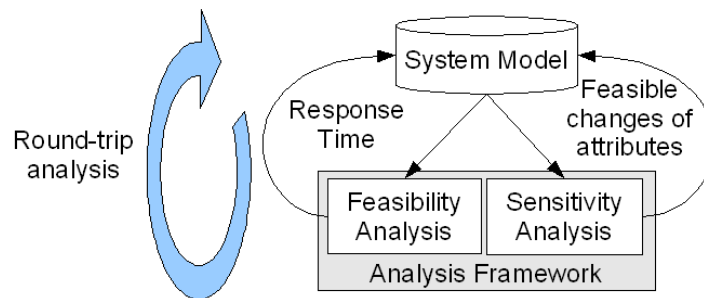 System Model
Round-trip
analysis
Response
Time
Feasible
changes of
attributes
Feasibility
Analysis
Sensitivity
Analysis
Analysis Framework